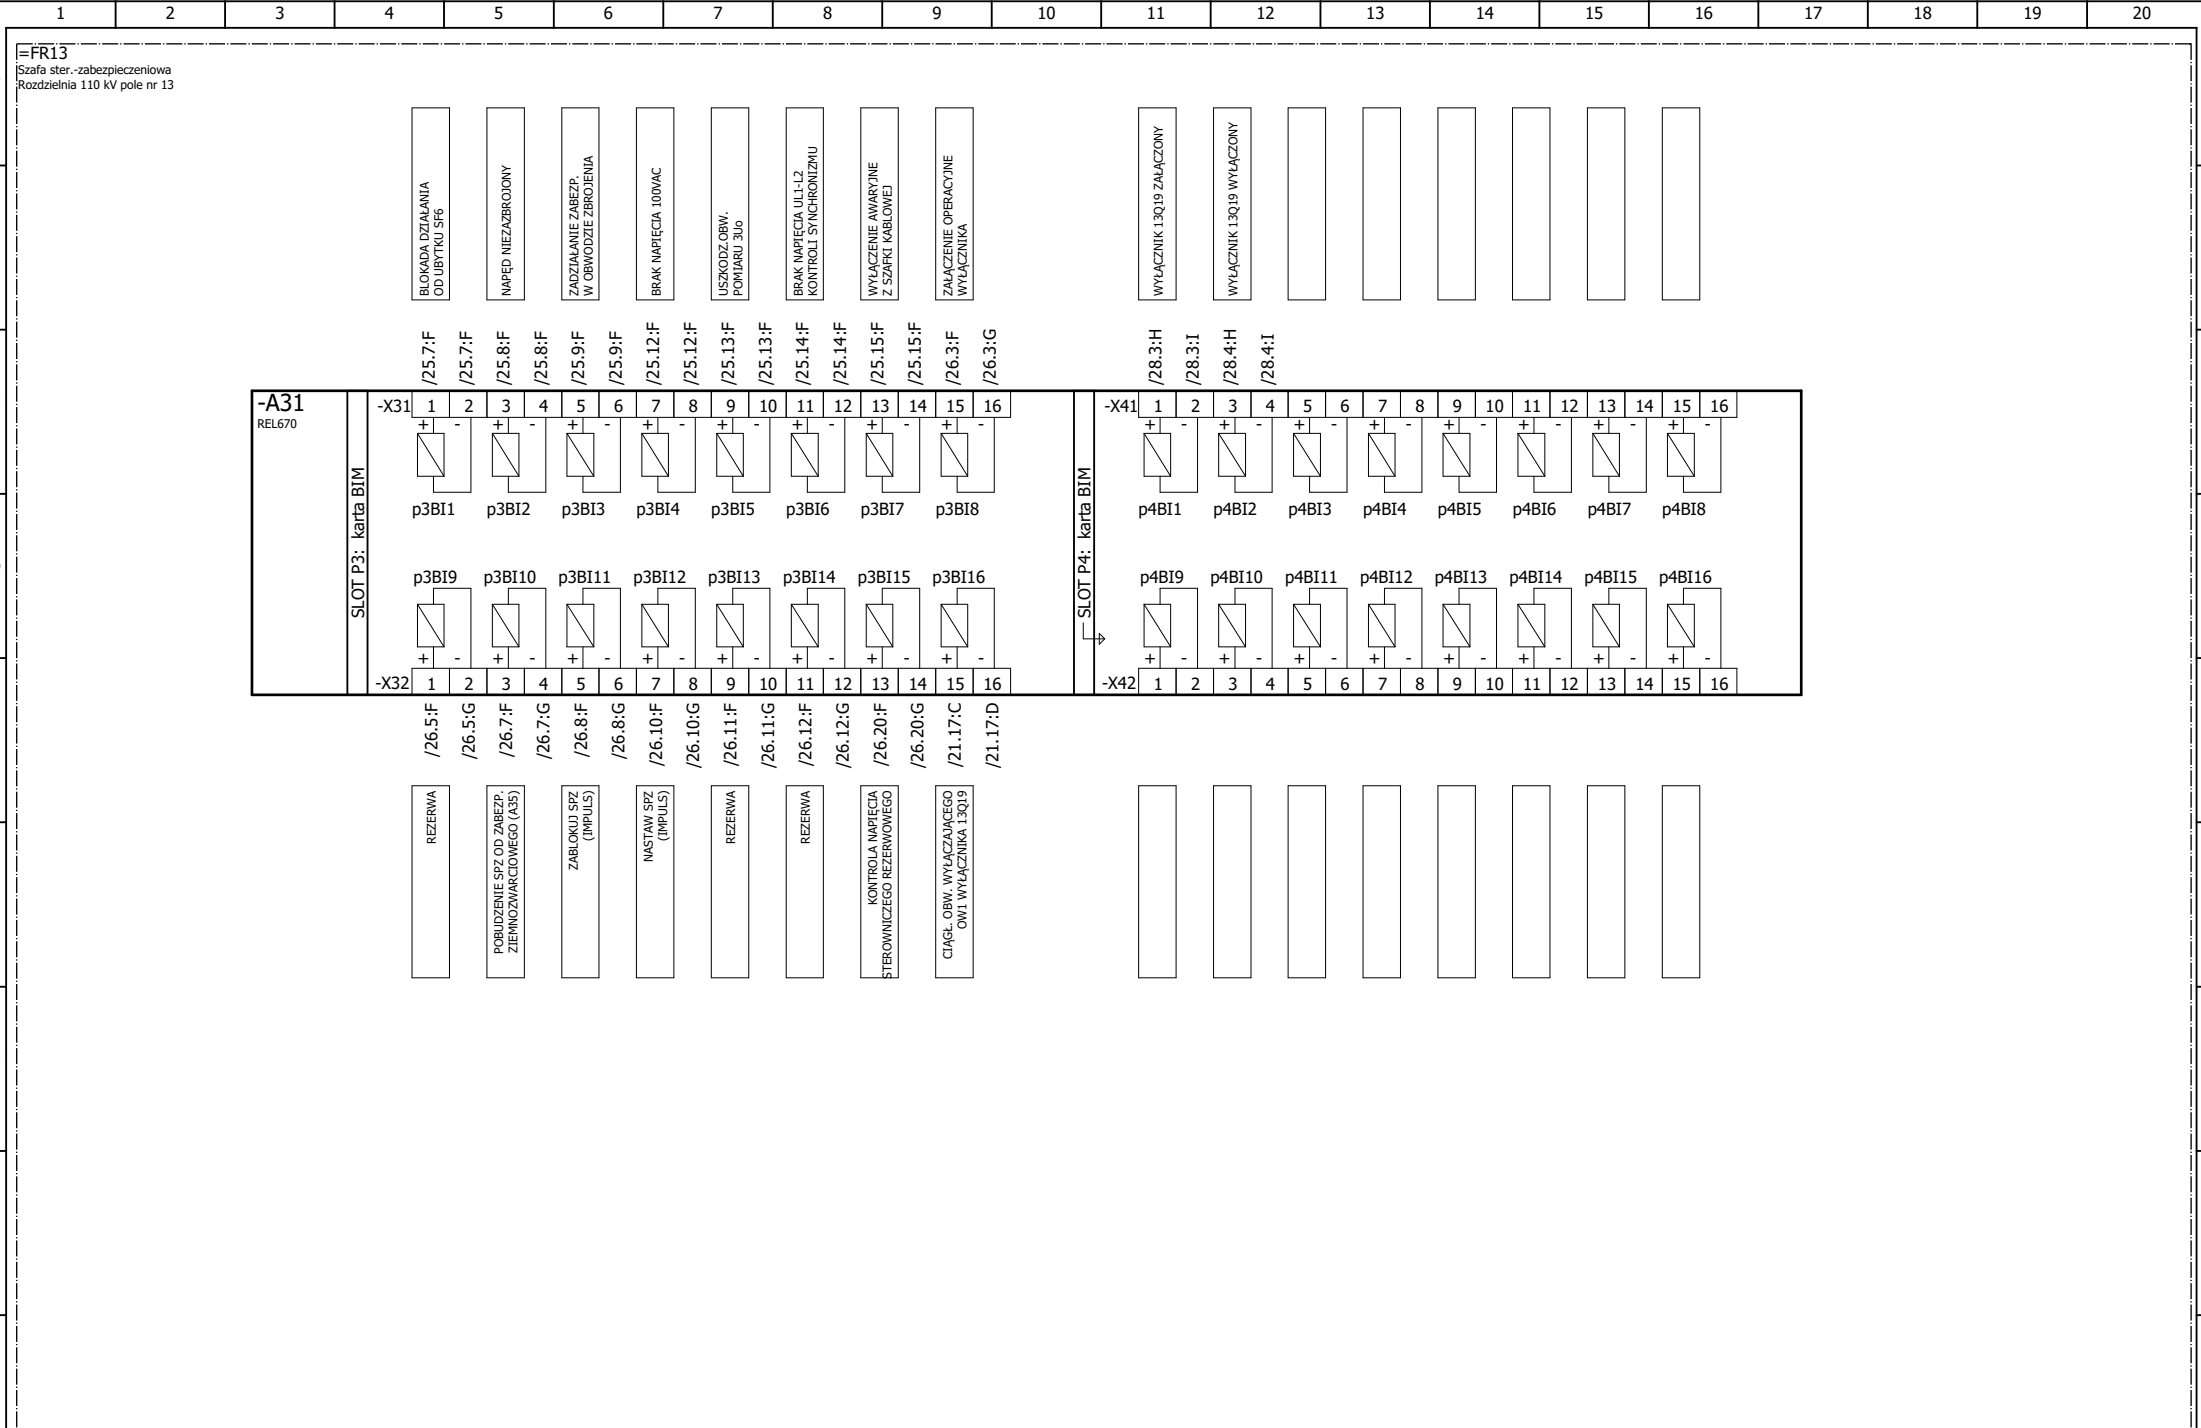 1 2 3 4 5 6 7 8 9 10 11 12 13 14 15 16 17 18 19 20
=FR13
Szafa ster.-zabezpieczeniowa
Rozdzielnia 110 kV pole nr 13
BLOKADA DZIAŁANIA
OD UBYTKU SF6
NAPĘD NIEZAZBROJONY
ZADZIAŁANIE ZABEZP.
W OBWODZIE ZBROJENIA
BRAK NAPIĘCIA 100VAC
USZKODZ.OBW.
POMIARU 3Uo
BRAK NAPIĘCIA UL1-L2
KONTROLI SYNCHRONIZMU
WYŁĄCZENIE AWARYJNE
Z SZAFKI KABLOWEJ
ZAŁĄCZENIE OPERACYJNE
WYŁĄCZNIKA
WYŁĄCZNIK 13Q19 ZAŁĄCZONY
WYŁĄCZNIK 13Q19 WYŁĄCZONY
/25.7:F
/25.7:F
/25.8:F
/25.8:F
/25.9:F
/25.9:F
/25.12:F
/25.12:F
/25.13:F
/25.13:F
/25.14:F
/25.14:F
/25.15:F
/25.15:F
/26.3:F
/26.3:G
/28.3:H
/28.3:I
/28.4:H
/28.4:I
-A31
REL670
SLOT P3: karta BIM
-X31 1 2 3 4 5 6 7 8 9 10 11 12 13 14 15 16
+ - + - + - + - + - + - + - + -
p3BI1 p3BI2 p3BI3 p3BI4 p3BI5 p3BI6 p3BI7 p3BI8
p3BI9 p3BI10 p3BI11 p3BI12 p3BI13 p3BI14 p3BI15 p3BI16
+ - + - + - + - + - + - + - + -
-X32 1 2 3 4 5 6 7 8 9 10 11 12 13 14 15 16
SLOT P4: karta BIM
-X41 1 2 3 4 5 6 7 8 9 10 11 12 13 14 15 16
+ - + - + - + - + - + - + - + -
p4BI1 p4BI2 p4BI3 p4BI4 p4BI5 p4BI6 p4BI7 p4BI8
p4BI9 p4BI10 p4BI11 p4BI12 p4BI13 p4BI14 p4BI15 p4BI16
+ - + - + - + - + - + - + - + -
-X42 1 2 3 4 5 6 7 8 9 10 11 12 13 14 15 16
/26.5:F
/26.5:G
/26.7:F
/26.7:G
/26.8:F
/26.8:G
/26.10:F
/26.10:G
/26.11:F
/26.11:G
/26.12:F
/26.12:G
/26.20:F
/26.20:G
/21.17:C
/21.17:D
REZERWA
POBUDZENIE SPZ OD ZABEZP.
ZIEMNOZWARCIOWEGO (A35)
ZABLOKUJ SPZ
(IMPULS)
NASTAW SPZ
(IMPULS)
REZERWA
REZERWA
KONTROLA NAPIĘCIA
STEROWNICZEGO REZERWOWEGO
CIĄGŁ. OBW. WYŁĄCZAJĄCEGO
OW1 WYŁĄCZNIKA 13Q19